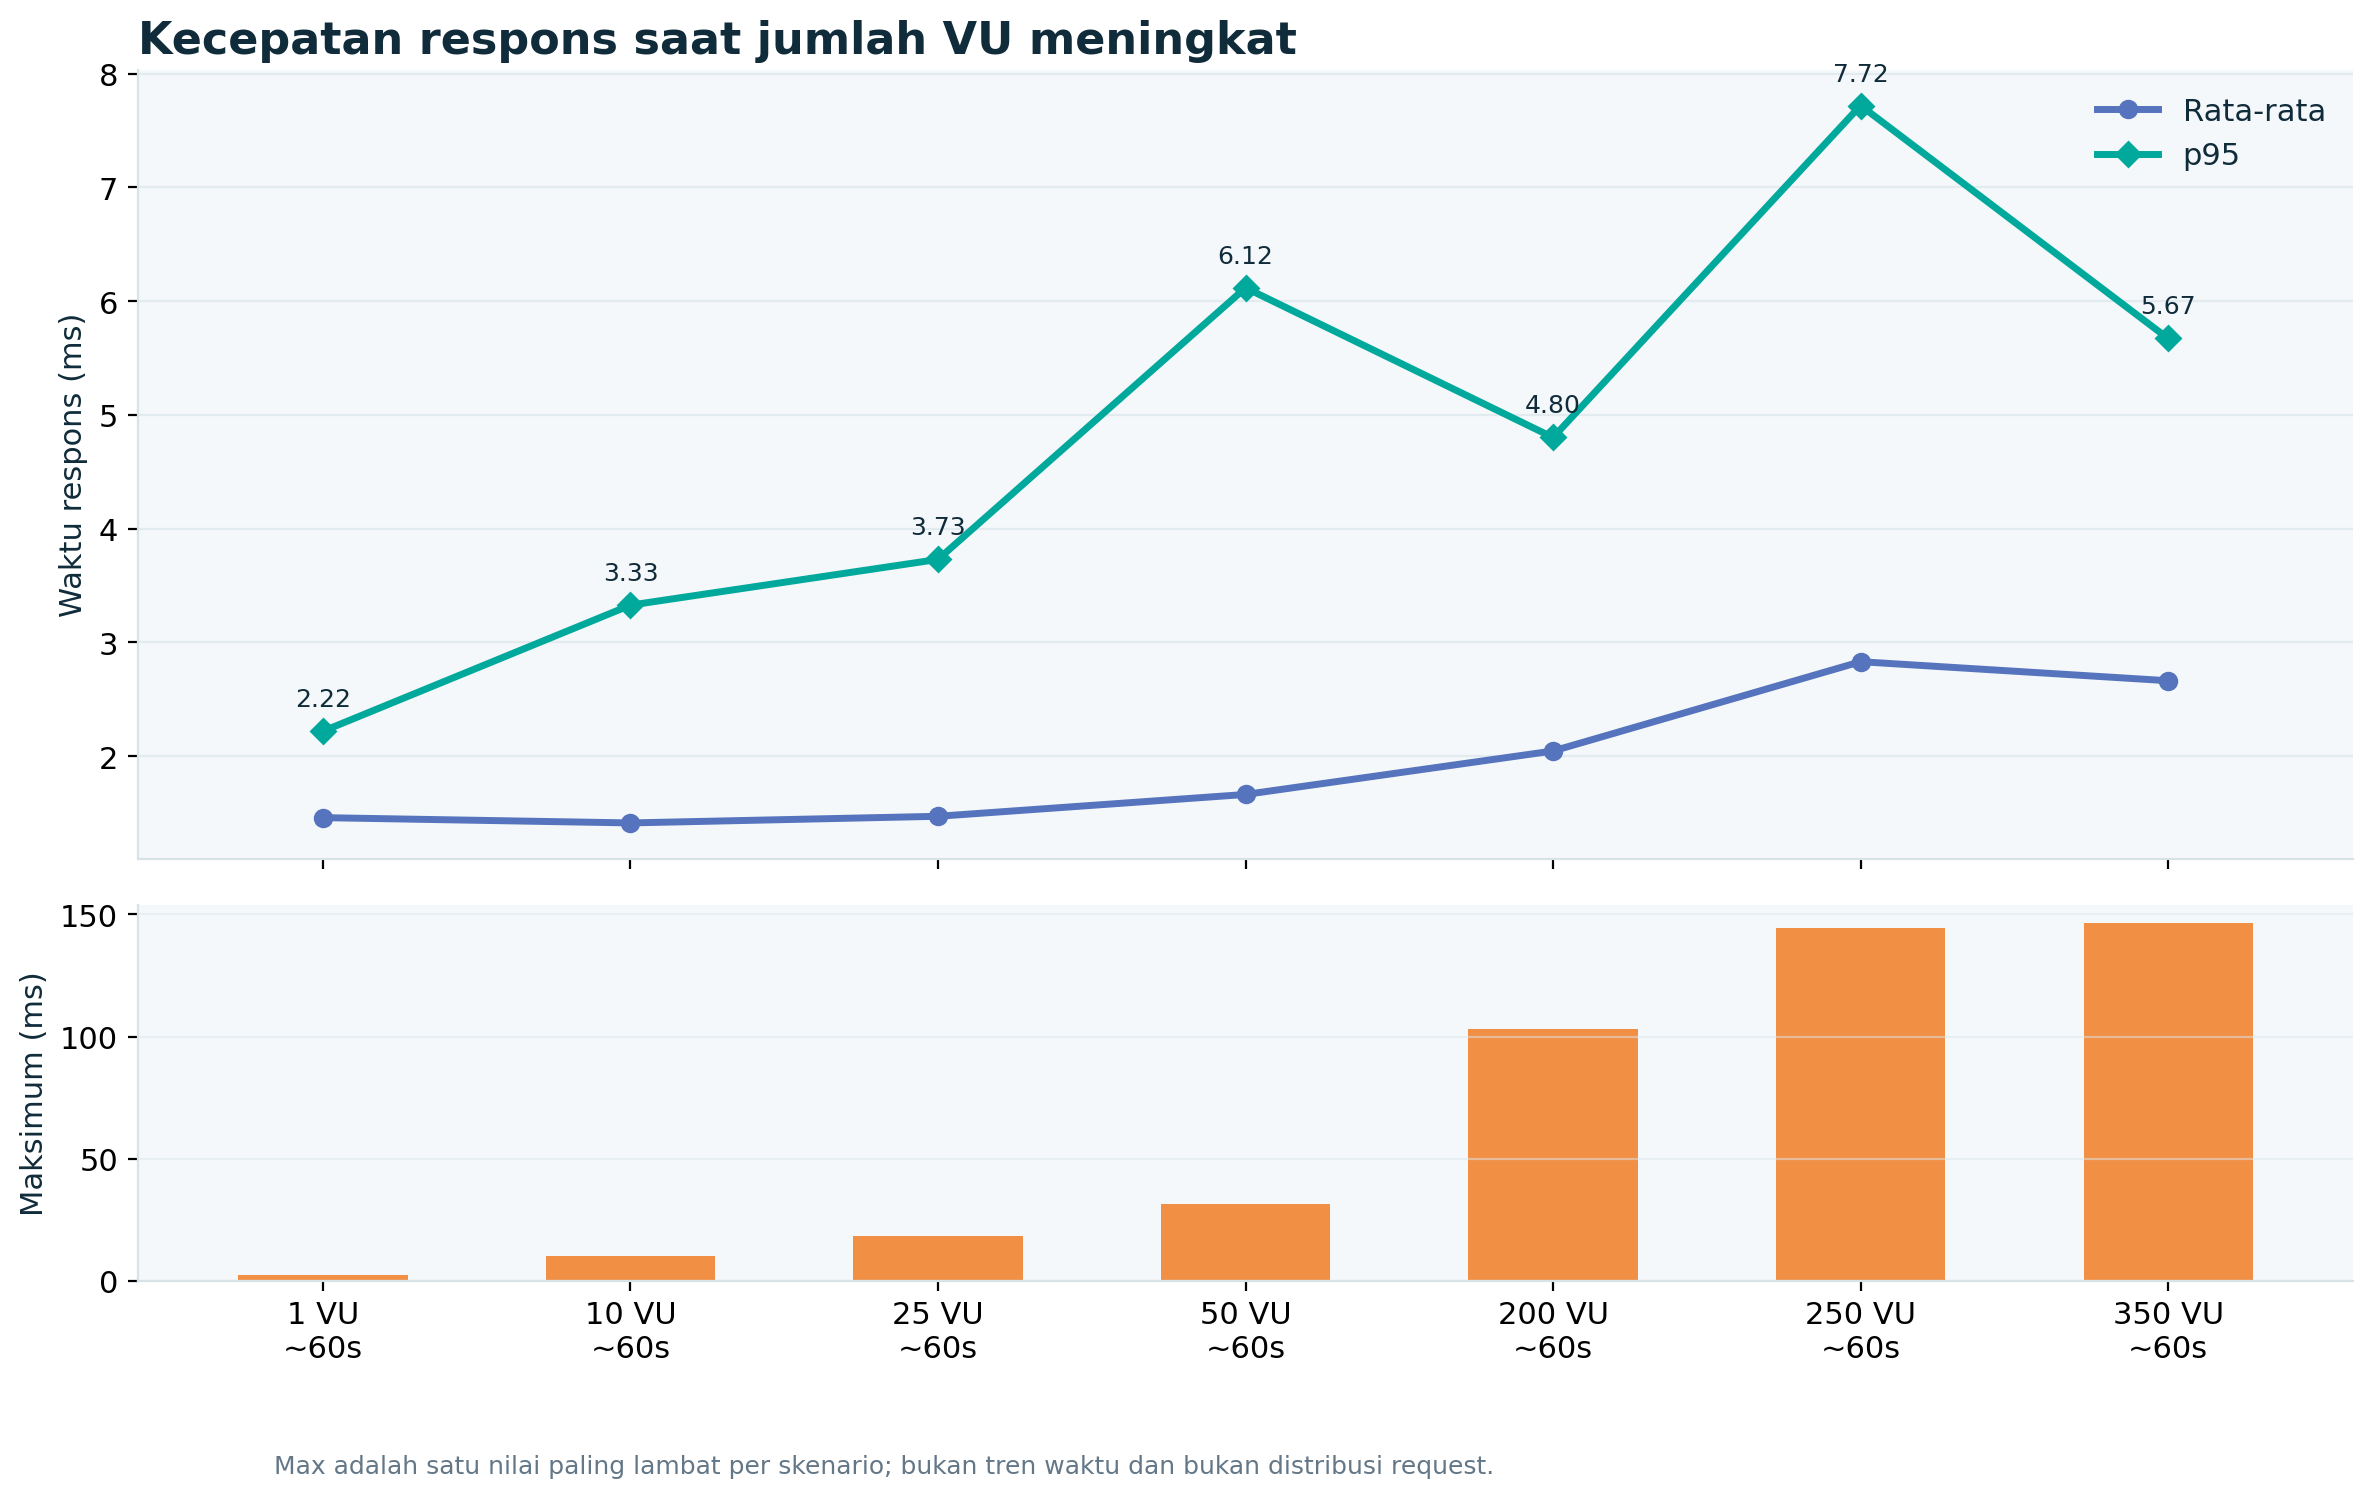 Kecepatan respons saat jumlah VU meningkat
Waktu respons (ms)
8
7
6
5
4
3
2
2.22
3.33
3.73
6.12
4.80
7.72
5.67
Rata-rata
p95
Maksimum (ms)
150
100
50
0
1 VU
~60s
10 VU
~60s
25 VU
~60s
50 VU
~60s
200 VU
~60s
250 VU
~60s
350 VU
~60s
Max adalah satu nilai paling lambat per skenario; bukan tren waktu dan bukan distribusi request.